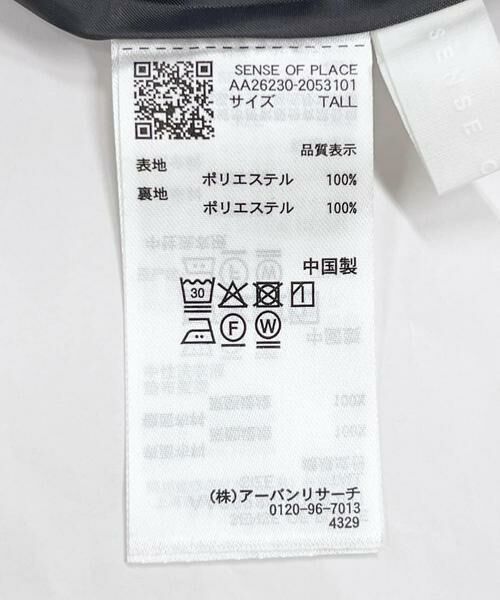 SENSE OF PLACE
AA26230-2053101
サイズ TALL
品質表示
表地
ポリエステル 100%
裏地
ポリエステル 100%
中国製
30
F W
(株)アーバンリサーチ
0120-96-7013
4329
SENSE O